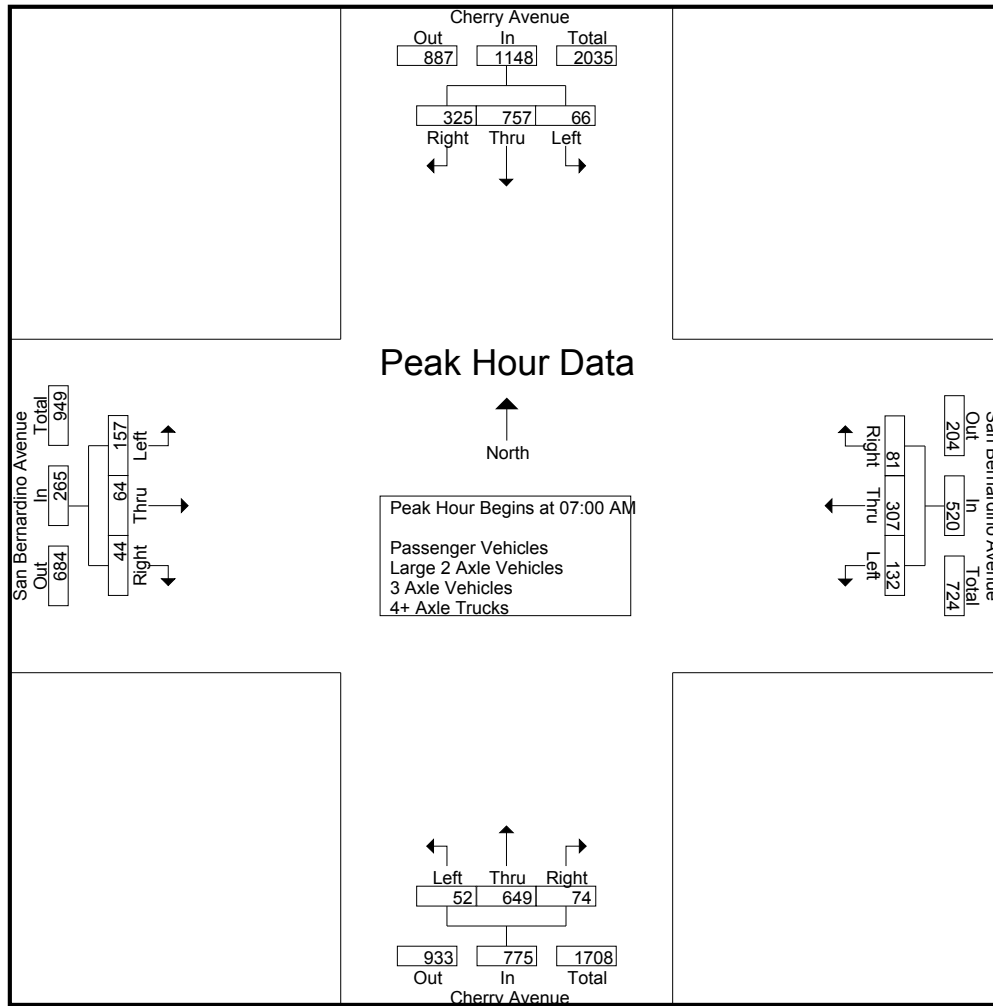 Cherry Avenue
Out In Total
887 1148 2035
325 757 66
Right Thru Left
Peak Hour Data
North
Peak Hour Begins at 07:00 AM
Passenger Vehicles
Large 2 Axle Vehicles
3 Axle Vehicles
4+ Axle Trucks
San Bernardino Avenue
Out In Total
684 265 949
Left Thru Right
157 64 44
San Bernardino Avenue
Out In Total
204 520 724
Right Thru Left
81 307 132
Left Thru Right
52 649 74
933 775 1708
Out In Total
Cherry Avenue